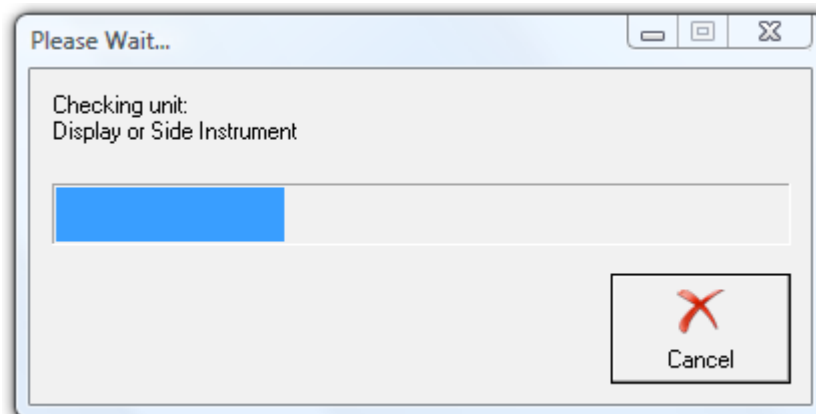 Please Wait...
Checking unit:
Display or Side Instrument
Cancel